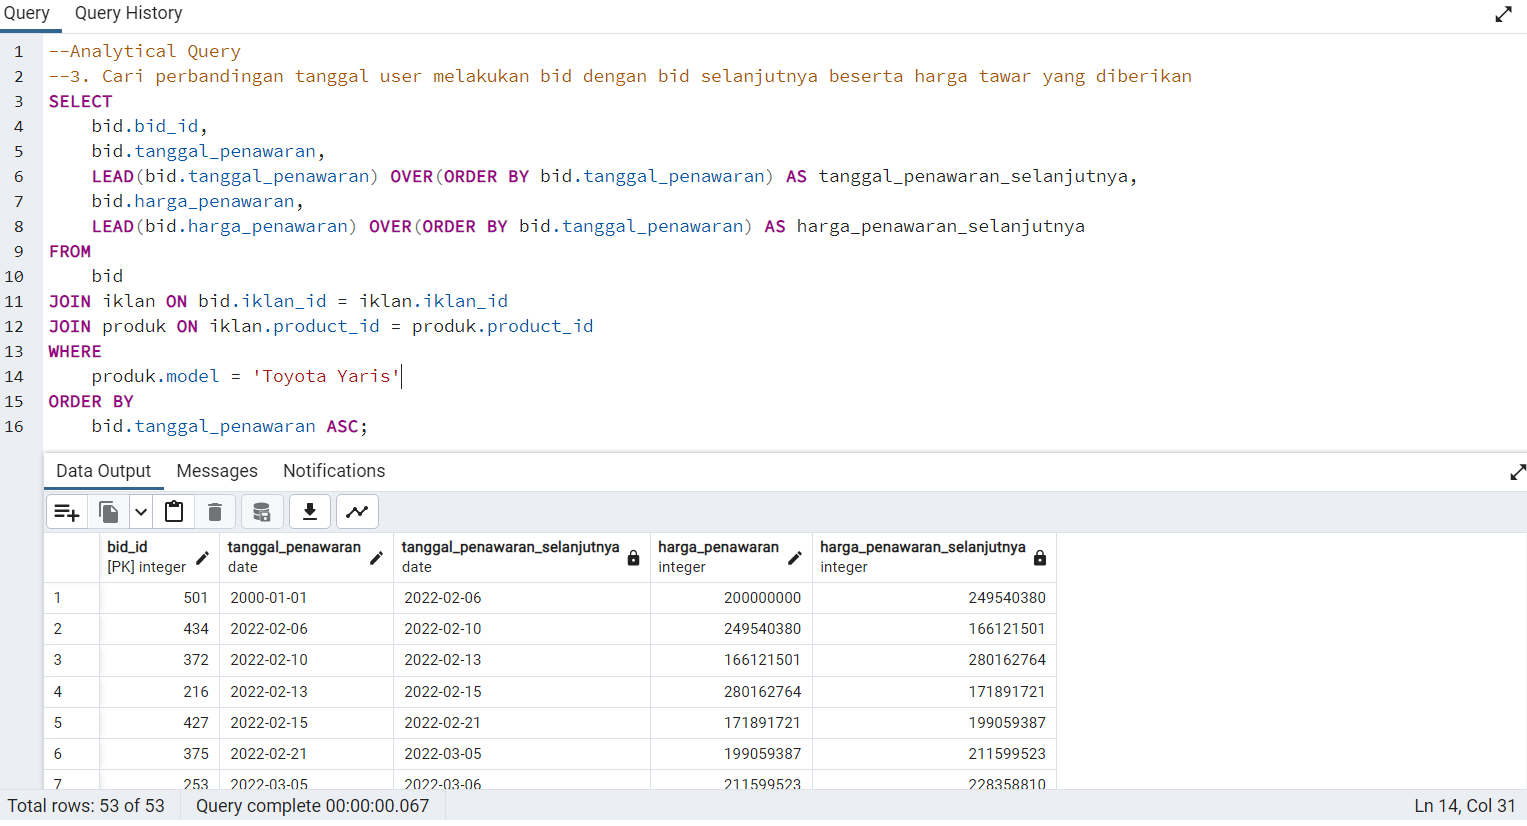 Query Query History
1 --Analytical Query
2 --3. Cari perbandingan tanggal user melakukan bid dengan bid selanjutnya beserta harga tawar yang diberikan
3 SELECT
4 bid.bid_id,
5 bid.tanggal_penawaran,
6 LEAD(bid.tanggal_penawaran) OVER(ORDER BY bid.tanggal_penawaran) AS tanggal_penawaran_selanjutnya,
7 bid.harga_penawaran,
8 LEAD(bid.harga_penawaran) OVER(ORDER BY bid.tanggal_penawaran) AS harga_penawaran_selanjutnya
9 FROM
10 bid
11 JOIN iklan ON bid.iklan_id = iklan.iklan_id
12 JOIN produk ON iklan.product_id = produk.product_id
13 WHERE
14 produk.model = 'Toyota Yaris'
15 ORDER BY
16 bid.tanggal_penawaran ASC;
Data Output Messages Notifications
bid_id tanggal_penawaran tanggal_penawaran_selanjutnya harga_penawaran harga_penawaran_selanjutnya
[PK] integer date date integer integer
1 501 2000-01-01 2022-02-06 200000000 249540380
2 434 2022-02-06 2022-02-10 249540380 166121501
3 372 2022-02-10 2022-02-13 166121501 280162764
4 216 2022-02-13 2022-02-15 280162764 171891721
5 427 2022-02-15 2022-02-21 171891721 199059387
6 375 2022-02-21 2022-03-05 199059387 211599523
7 253 2022-03-05 2022-03-06 211599523 228358810
Total rows: 53 of 53 Query complete 00:00:00.067 Ln 14, Col 31